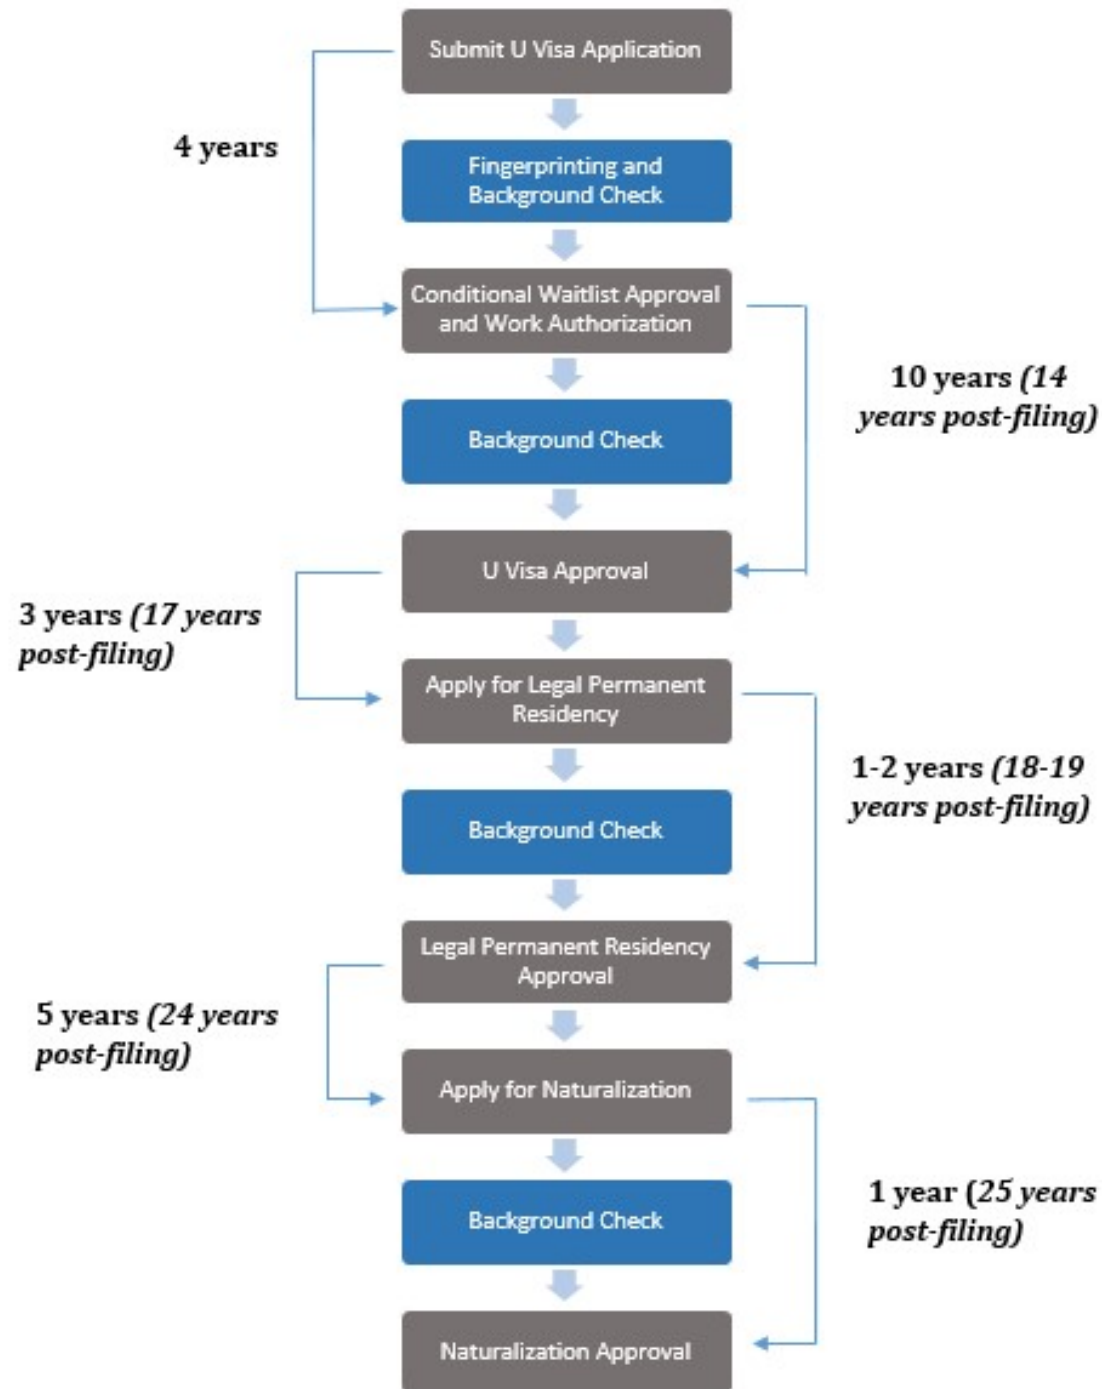 Submit U Visa Application
4 years
Fingerprinting and
Background Check
Conditional Waitlist Approval
and Work Authorization
10 years (14
years post-filing)
Background Check
U Visa Approval
3 years (17 years
post-filing)
Apply for Legal Permanent
Residency
1-2 years (18-19
years post-filing)
Background Check
Legal Permanent Residency
Approval
5 years (24 years
post-filing)
Apply for Naturalization
1 year (25 years
post-filing)
Background Check
Naturalization Approval